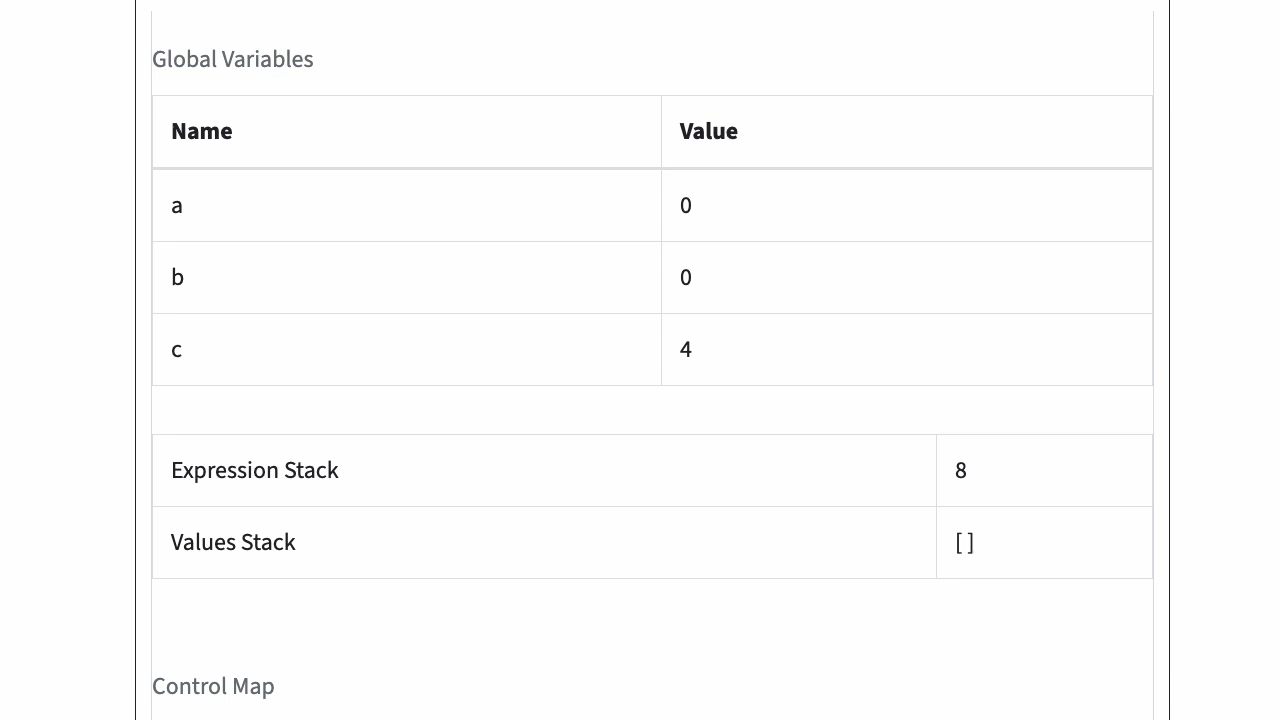 Global Variables
Name Value
a 0
b 0
c 4
Expression Stack 8
Values Stack []
Control Map